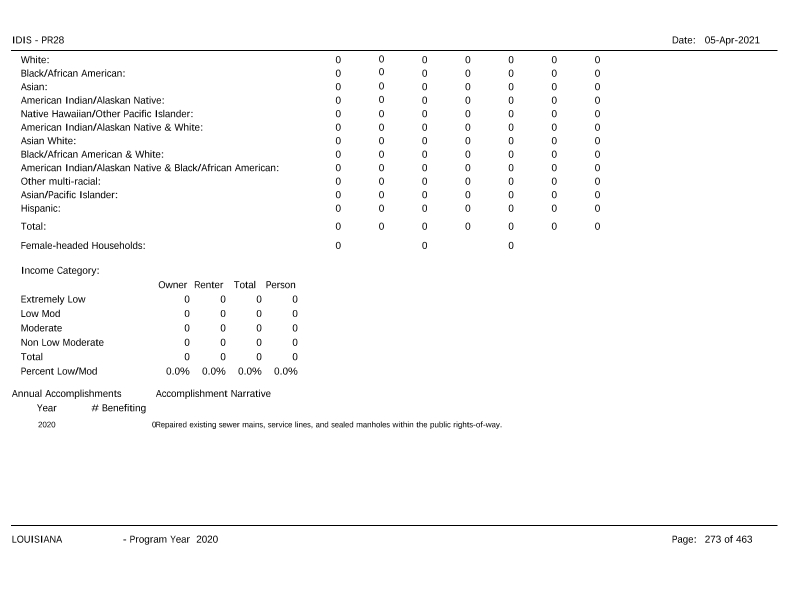 IDIS - PR28 Date: 05-Apr-2021
White: 0 0 0 0 0 0 0
Black/African American: 0 0 0 0 0 0 0
Asian: 0 0 0 0 0 0 0
American Indian/Alaskan Native: 0 0 0 0 0 0 0
Native Hawaiian/Other Pacific Islander: 0 0 0 0 0 0 0
American Indian/Alaskan Native & White: 0 0 0 0 0 0 0
Asian White: 0 0 0 0 0 0 0
Black/African American & White: 0 0 0 0 0 0 0
American Indian/Alaskan Native & Black/African American: 0 0 0 0 0 0 0
Other multi-racial: 0 0 0 0 0 0 0
Asian/Pacific Islander: 0 0 0 0 0 0 0
Hispanic: 0 0 0 0 0 0 0
Total: 0 0 0 0 0 0 0
Female-headed Households: 0 0 0
Income Category:
Owner Renter Total Person
Extremely Low 0 0 0 0
Low Mod 0 0 0 0
Moderate 0 0 0 0
Non Low Moderate 0 0 0 0
Total 0 0 0 0
Percent Low/Mod 0.0% 0.0% 0.0% 0.0%
Annual Accomplishments Accomplishment Narrative
Year # Benefiting
2020 0Repaired existing sewer mains, service lines, and sealed manholes within the public rights-of-way.
LOUISIANA - Program Year 2020 Page: 273 of 463